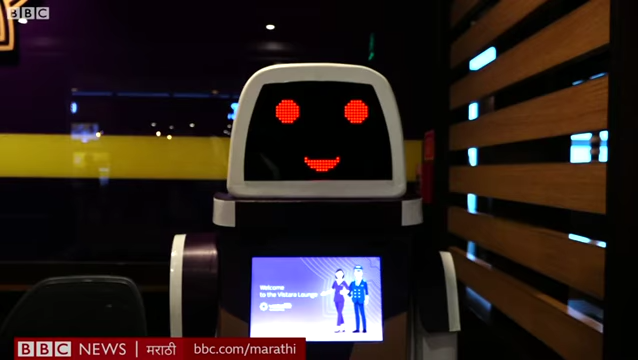 BBC
Welcome
to the Vistara Lounge
BBC NEWS | मराठी bbc.com/marathi